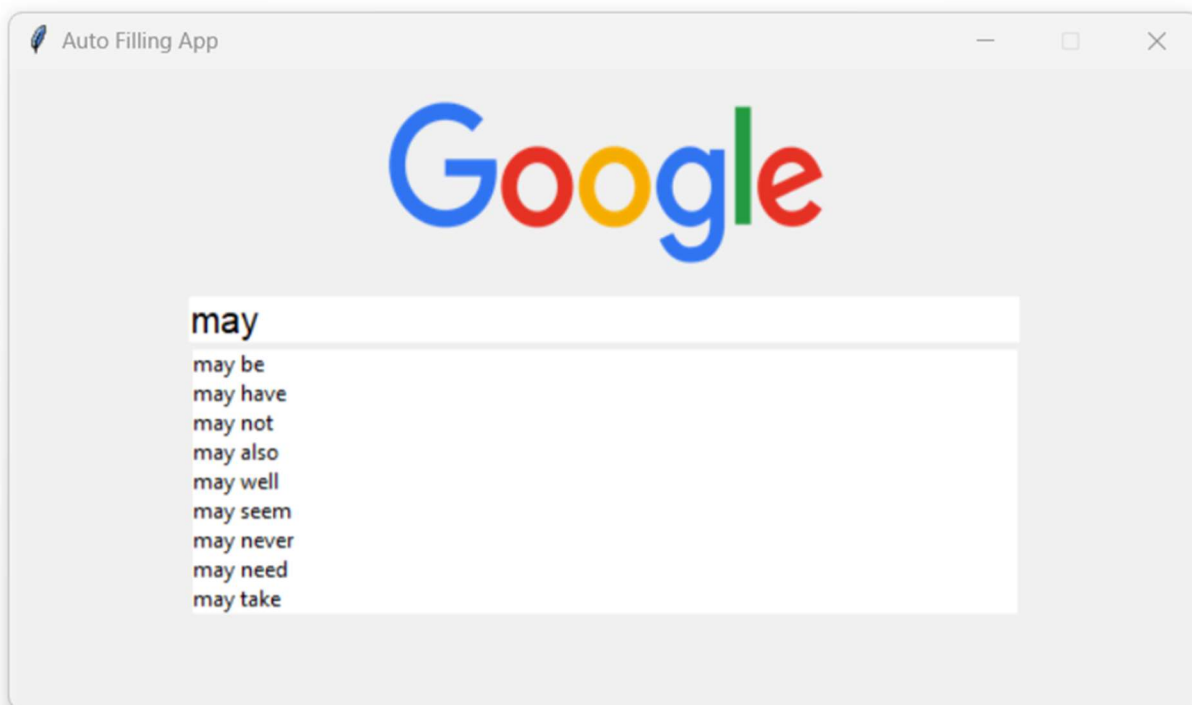 Auto Filling App
Google
may
may be
may have
may not
may also
may well
may seem
may never
may need
may take